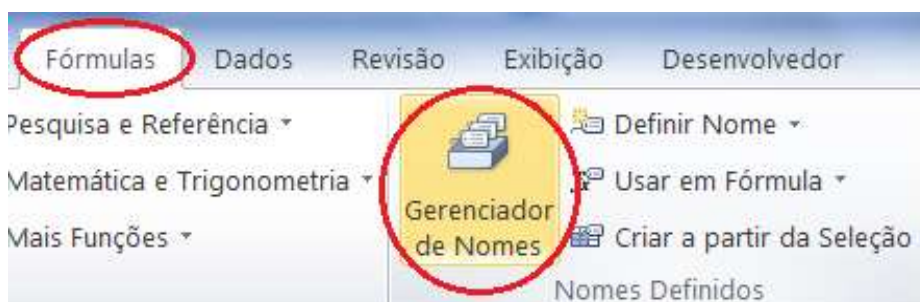 Fórmulas Dados Revisão Exibição Desenvolvedor
Pesquisa e Referência
Matemática e Trigonometria
Mais Funções
Gerenciador
de Nomes
Definir Nome
Usar em Fórmula
Criar a partir da Seleção
Nomes Definidos